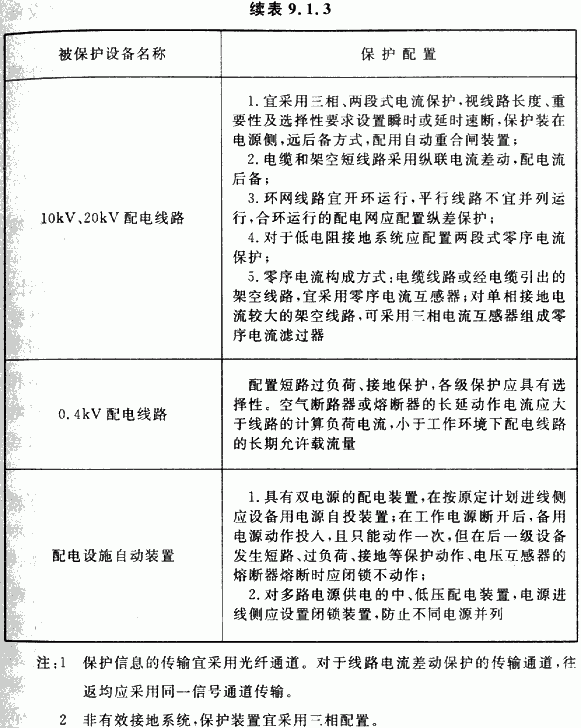 续表 9.1.3
被保护设备名称
保护配置
10kV、20kV 配电线路
1. 宜采用三相、两段式电流保护,视线路长度、重
要性及选择性要求设置瞬时或延时速断,保护装在
电源侧,远后备方式,配用自动重合闸装置;
2. 电缆和架空短线路采用纵联电流差动,配电流
后备;
3. 环网线路宜开环运行,平行线路不宜并列运
行,合环运行的配电网应配置纵差保护;
4. 对于低电阻接地系统应配置两段式零序电流
保护;
5. 零序电流构成方式:电缆线路或经电缆引出的
架空线路,宜采用零序电流互感器;对单相接地电
流较大的架空线路,可采用三相电流互感器组成零
序电流滤过器
0.4kV 配电线路
配置短路过负荷、接地保护,各级保护应具有选
择性。空气断路器或熔断器的长延动作电流应大
于线路的计算负荷电流,小于工作环境下配电线路
的长期允许载流量
配电设施自动装置
1. 具有双电源的配电装置,在按原定计划进线侧
应设备用电源自投装置;在工作电源断开后,备用
电源动作投入,且只能动作一次,但在后一级设备
发生短路、过负荷、接地等保护动作、电压互感器的
熔断器熔断时应闭锁不动作;
2. 对多路电源供电的中、低压配电装置,电源进
线侧应设置闭锁装置,防止不同电源并列
注:1 保护信息的传输宜采用光纤通道。对于线路电流差动保护的传输通道,往
返均应采用同一信号通道传输。
2 非有效接地系统,保护装置宜采用三相配置。